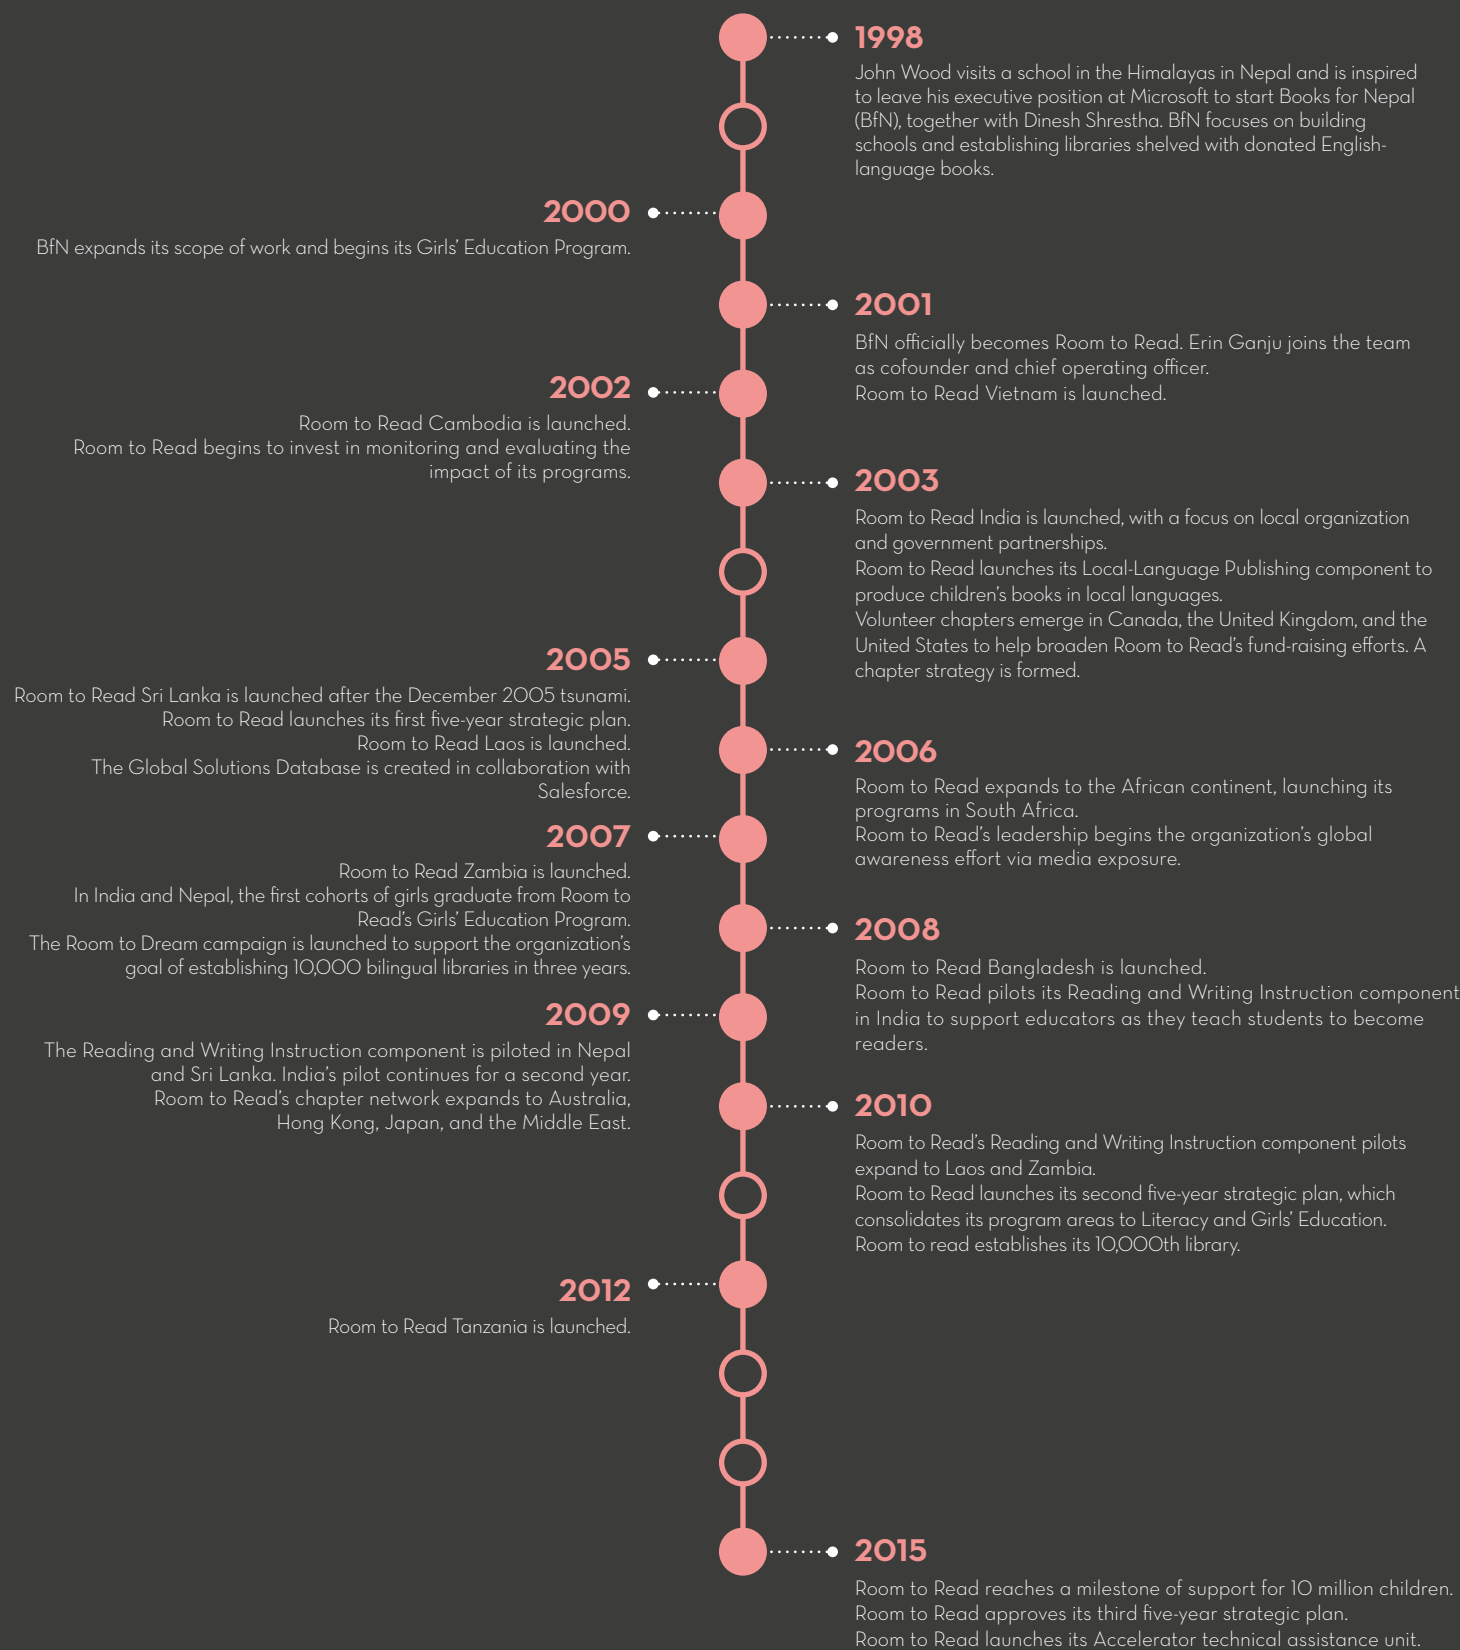 1998
John Wood visits a school in the Himalayas in Nepal and is inspired
to leave his executive position at Microsoft to start Books for Nepal
(BfN), together with Dinesh Shrestha. BfN focuses on building
schools and establishing libraries shelved with donated English-
language books.
2000
BfN expands its scope of work and begins its Girls’ Education Program.
2001
BfN officially becomes Room to Read. Erin Ganju joins the team
as cofounder and chief operating officer.
Room to Read Vietnam is launched.
2002
Room to Read Cambodia is launched.
Room to Read begins to invest in monitoring and evaluating the
impact of its programs.
2003
Room to Read India is launched, with a focus on local organization
and government partnerships.
Room to Read launches its Local-Language Publishing component to
produce children’s books in local languages.
Volunteer chapters emerge in Canada, the United Kingdom, and the
United States to help broaden Room to Read’s fund-raising efforts. A
chapter strategy is formed.
2005
Room to Read Sri Lanka is launched after the December 2005 tsunami.
Room to Read launches its first five-year strategic plan.
Room to Read Laos is launched.
The Global Solutions Database is created in collaboration with
Salesforce.
2006
Room to Read expands to the African continent, launching its
programs in South Africa.
Room to Read’s leadership begins the organization’s global
awareness effort via media exposure.
2007
Room to Read Zambia is launched.
In India and Nepal, the first cohorts of girls graduate from Room to
Read’s Girls’ Education Program.
The Room to Dream campaign is launched to support the organization’s
goal of establishing 10,000 bilingual libraries in three years.
2008
Room to Read Bangladesh is launched.
Room to Read pilots its Reading and Writing Instruction component
in India to support educators as they teach students to become
readers.
2009
The Reading and Writing Instruction component is piloted in Nepal
and Sri Lanka. India’s pilot continues for a second year.
Room to Read’s chapter network expands to Australia,
Hong Kong, Japan, and the Middle East.
2010
Room to Read’s Reading and Writing Instruction component pilots
expand to Laos and Zambia.
Room to Read launches its second five-year strategic plan, which
consolidates its program areas to Literacy and Girls’ Education.
Room to read establishes its 10,000th library.
2012
Room to Read Tanzania is launched.
2015
Room to Read reaches a milestone of support for 10 million children.
Room to Read approves its third five-year strategic plan.
Room to Read launches its Accelerator technical assistance unit.